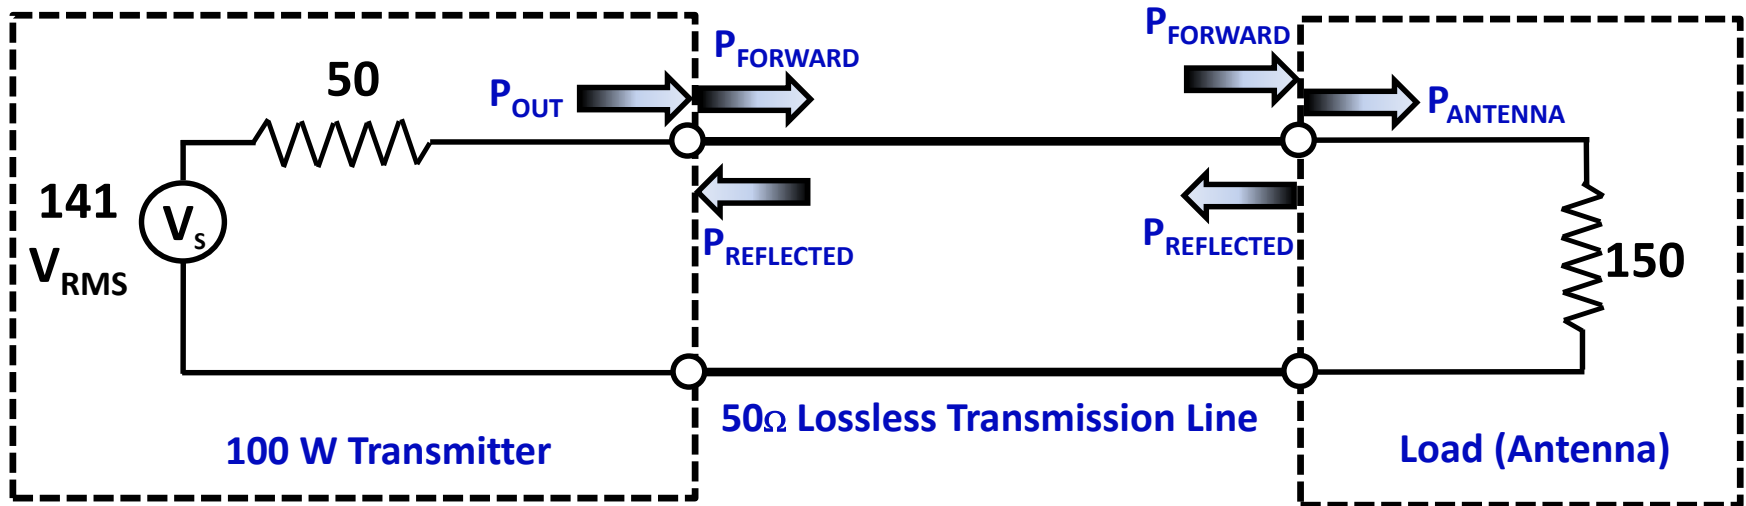 P_FORWARD
P_FORWARD
50
P_OUT
P_ANTENNA
141
V_RMS
V_s
P_REFLECTED
P_REFLECTED
150
50Ω Lossless Transmission Line
100 W Transmitter
Load (Antenna)